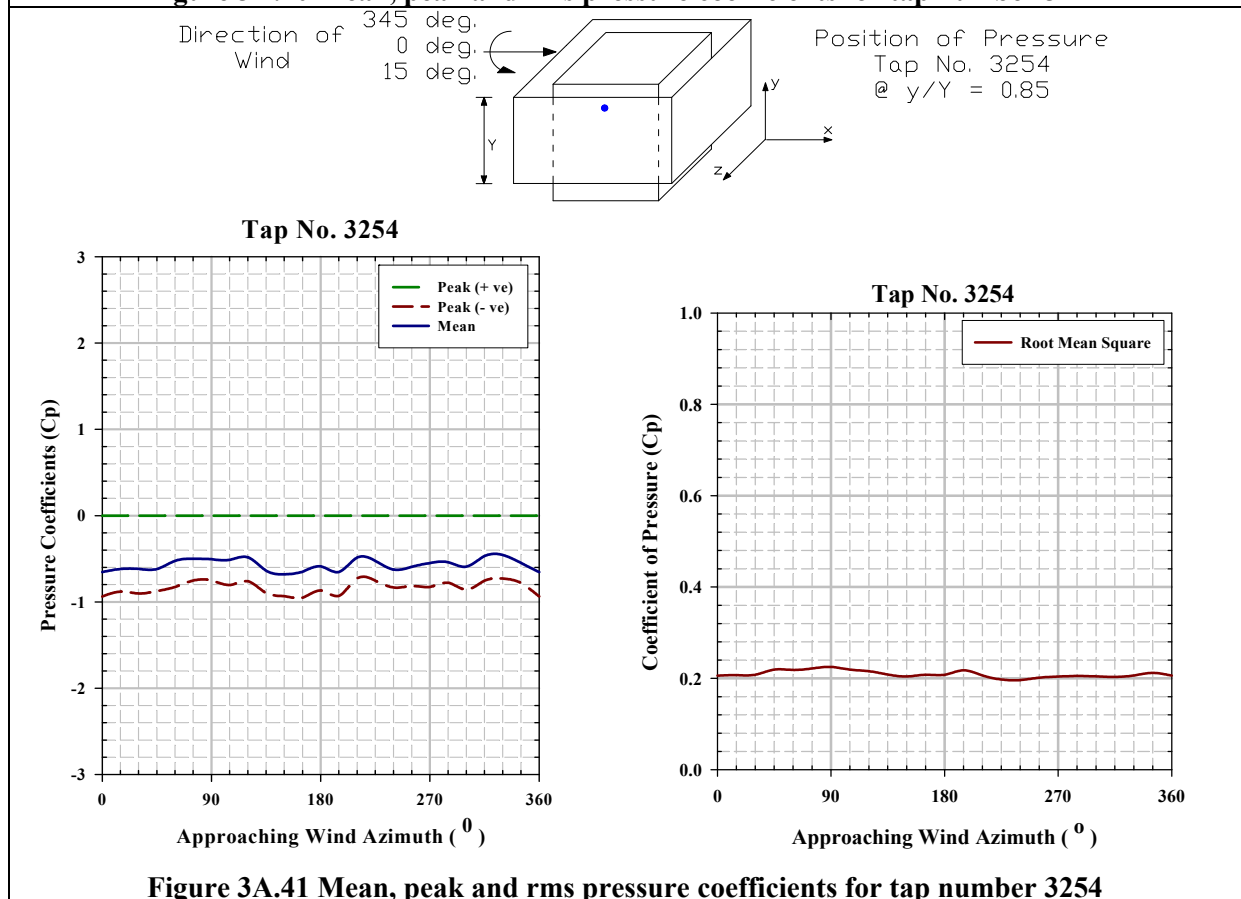 Direction of
Wind
345 deg.
0 deg.
15 deg.
Position of Pressure
Tap No. 3254
@ y/Y = 0.85
Y
y
x
z
Tap No. 3254
Peak (+ ve)
Peak (- ve)
Mean
Pressure Coefficients (Cp)
3
2
1
0
-1
-2
-3
0 90 180 270 360
Approaching Wind Azimuth ( 0 )
Tap No. 3254
Root Mean Square
Coefficient of Pressure (Cp)
1.0
0.8
0.6
0.4
0.2
0.0
0 90 180 270 360
Approaching Wind Azimuth ( o )
Figure 3A.41 Mean, peak and rms pressure coefficients for tap number 3254